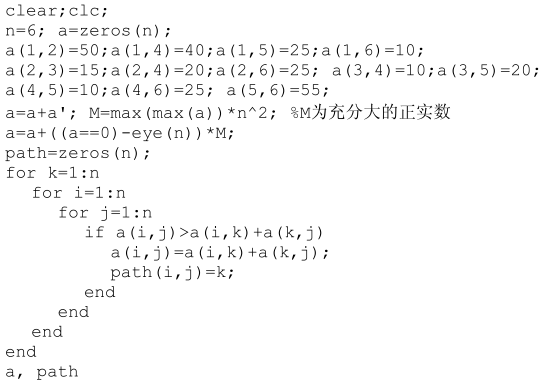 clear;clc;
n=6; a=zeros(n);
a(1,2)=50;a(1,4)=40;a(1,5)=25;a(1,6)=10;
a(2,3)=15;a(2,4)=20;a(2,6)=25; a(3,4)=10;a(3,5)=20;
a(4,5)=10;a(4,6)=25; a(5,6)=55;
a=a+a'; M=max(max(a))*n^2; %M为充分大的正实数
a=a+((a==0)-eye(n))*M;
path=zeros(n);
for k=1:n
for i=1:n
for j=1:n
if a(i,j)>a(i,k)+a(k,j)
a(i,j)=a(i,k)+a(k,j);
path(i,j)=k;
end
end
end
end
a, path